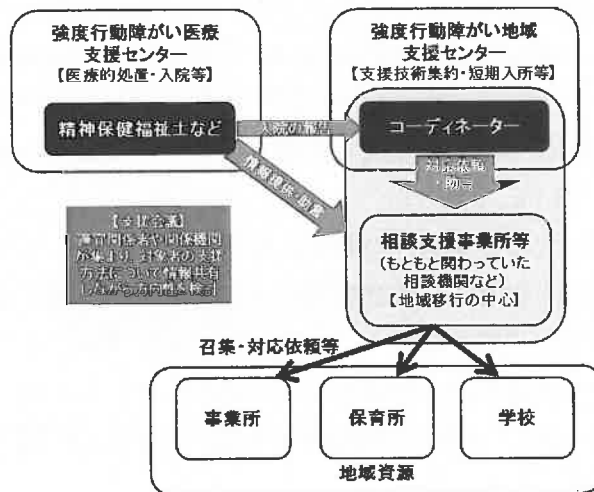 強度行動障がい医療
支援センター
【医療的処置・入院等】
強度行動障がい地域
支援センター
【支援技術集約・短期入所等】
精神保健福祉士など
入院の報告
コーディネーター
情報提供・助言
対応依頼
・助言
【支援会議】
や関係機関
が集まり、対象者の支援
方法について情報共有
しながら方向性を検討
相談支援事業所等
(もともと関わっていた
相談機関など)
【地域移行の中心】
召集・対応依頼等
事業所
保育所
学校
地域資源